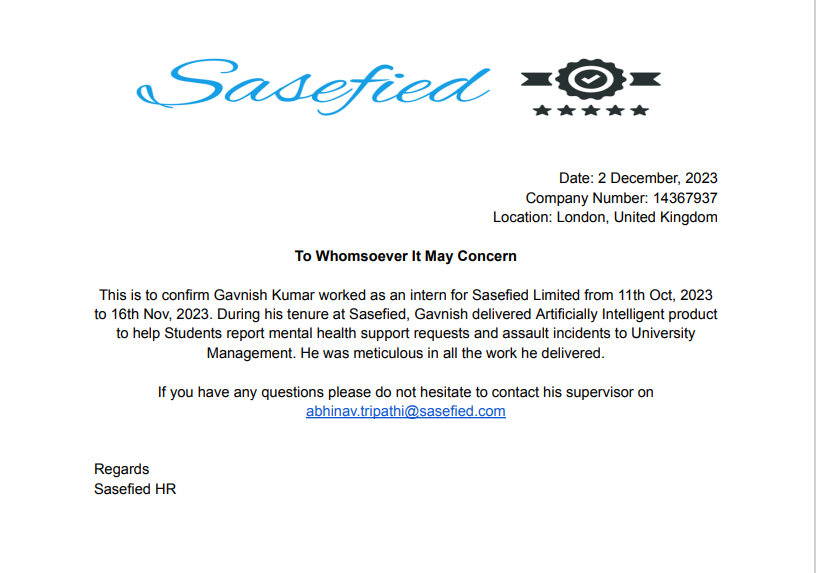 Sasefied
Date: 2 December, 2023
Company Number: 14367937
Location: London, United Kingdom
To Whomsoever It May Concern
This is to confirm Gavnish Kumar worked as an intern for Sasefied Limited from 11th Oct, 2023
to 16th Nov, 2023. During his tenure at Sasefied, Gavnish delivered Artificially Intelligent product
to help Students report mental health support requests and assault incidents to University
Management. He was meticulous in all the work he delivered.
If you have any questions please do not hesitate to contact his supervisor on
abhinav.tripathi@sasefied.com
Regards
Sasefied HR